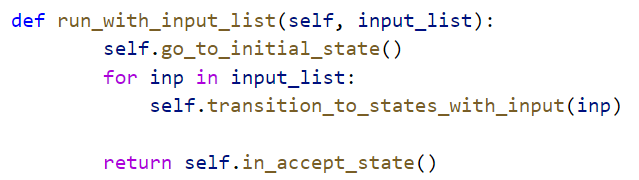 def run_with_input_list(self, input_list):
        self.go_to_initial_state()
        for inp in input_list:
            self.transition_to_states_with_input(inp)

        return self.in_accept_state()